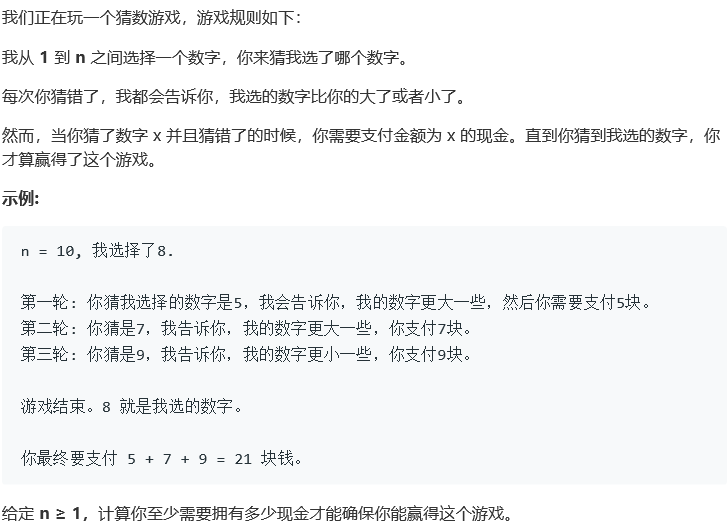 我们正在玩一个猜数游戏，游戏规则如下：
我从 1 到 n 之间选择一个数字，你来猜我选了哪个数字。
每次你猜错了，我都会告诉你，我选的数字比你的大了或者小了。
然而，当你猜了数字 x 并且猜错了的时候，你需要支付金额为 x 的现金。直到你猜到我选的数字，你
才算赢得了这个游戏。
示例:
n = 10, 我选择了8.
第一轮: 你猜我选择的数字是5，我会告诉你，我的数字更大一些，然后你需要支付5块。
第二轮: 你猜是7，我告诉你，我的数字更大一些，你支付7块。
第三轮: 你猜是9，我告诉你，我的数字更小一些，你支付9块。
游戏结束。8 就是我选的数字。
你最终要支付 5 + 7 + 9 = 21 块钱。
给定 n ≥ 1，计算你至少需要拥有多少现金才能确保你能赢得这个游戏。